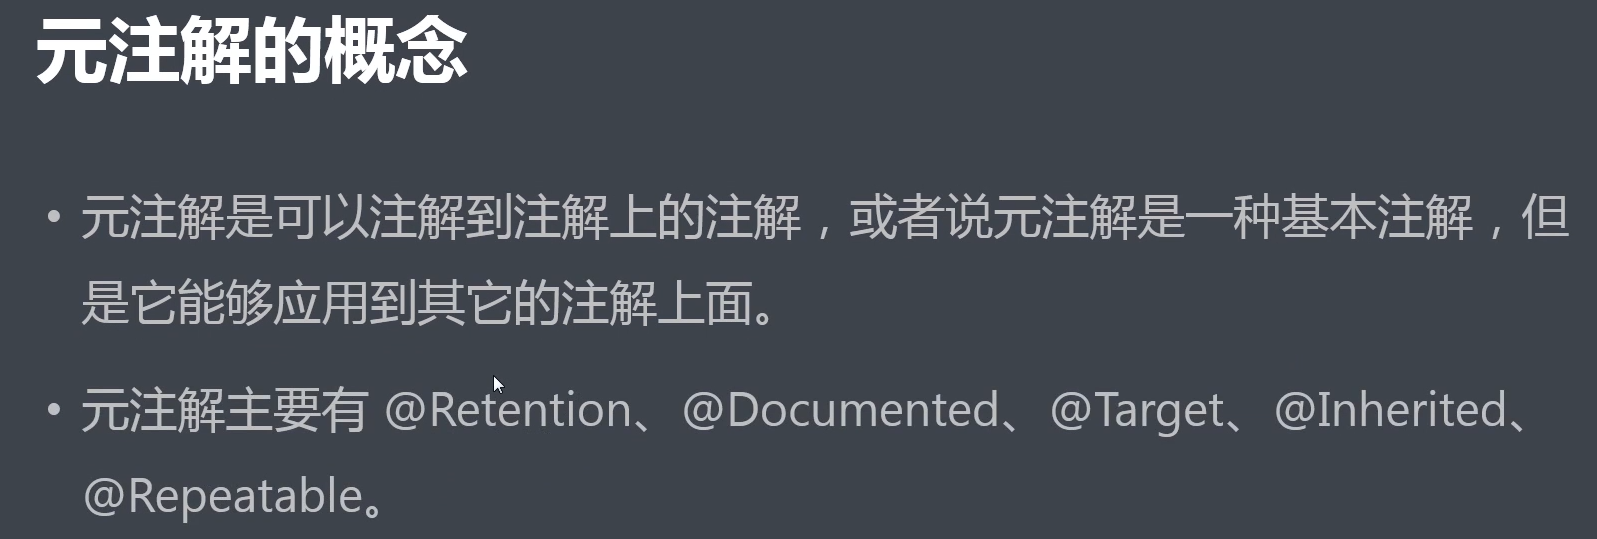 元注解的概念
• 元注解是可以注解到注解上的注解，或者说元注解是一种基本注解，但
是它能够应用到其它的注解上面。
• 元注解主要有 @Retention、@Documented、@Target、@Inherited、
@Repeatable。